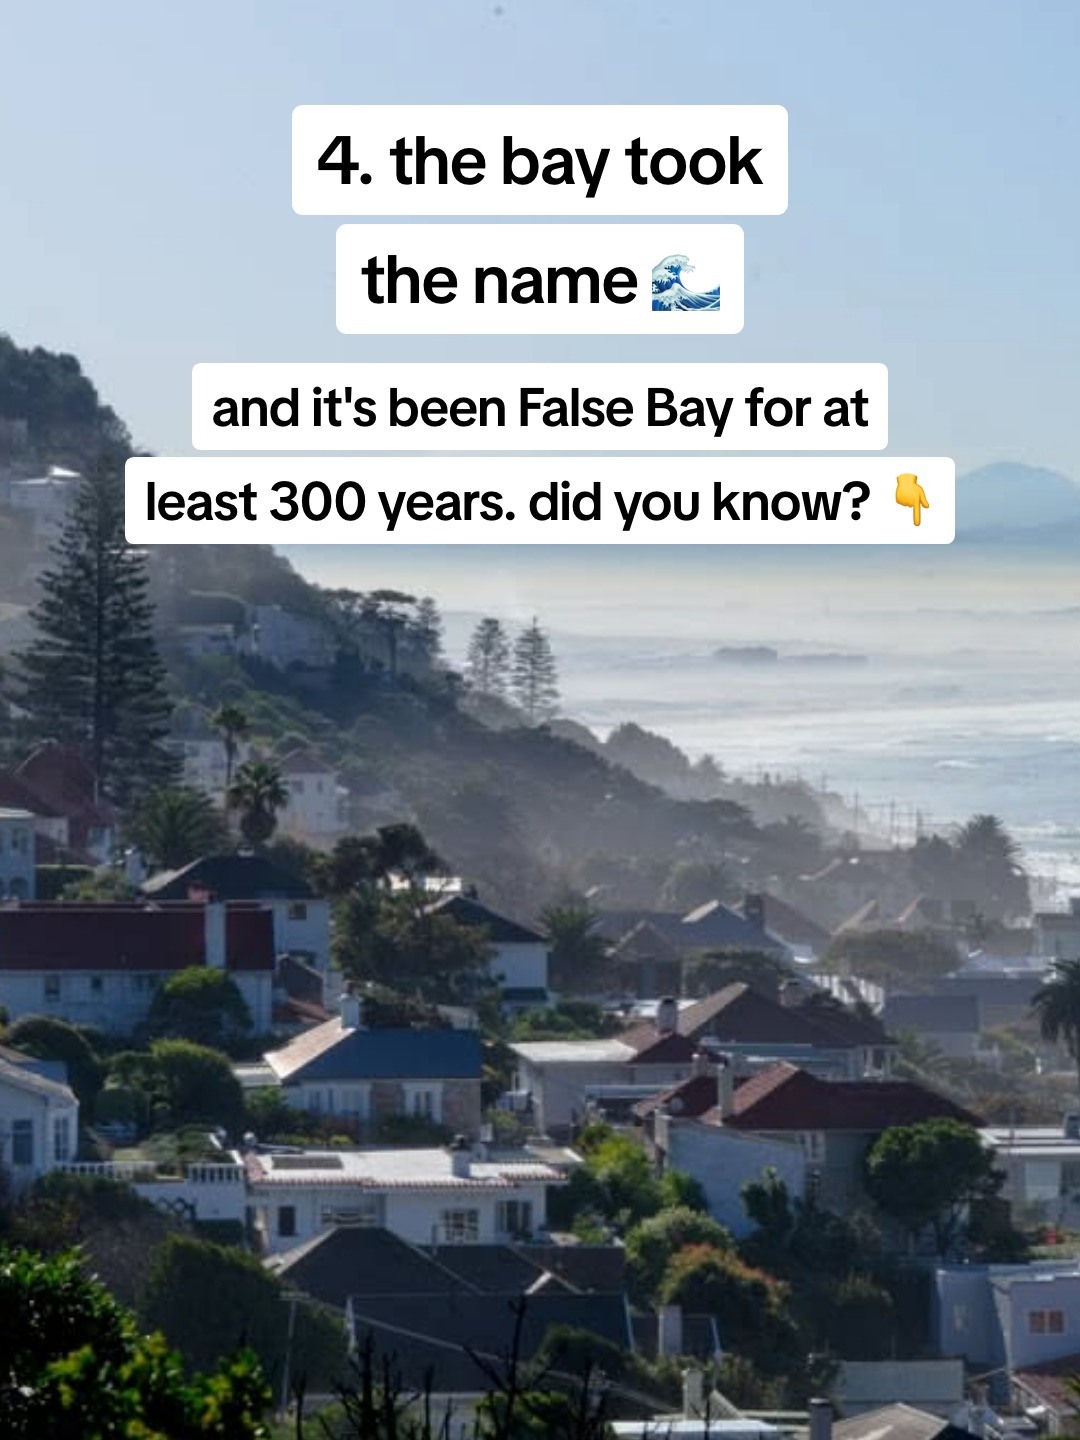 4. the bay took
the name 🌊
and it's been False Bay for at
least 300 years. did you know? 👇